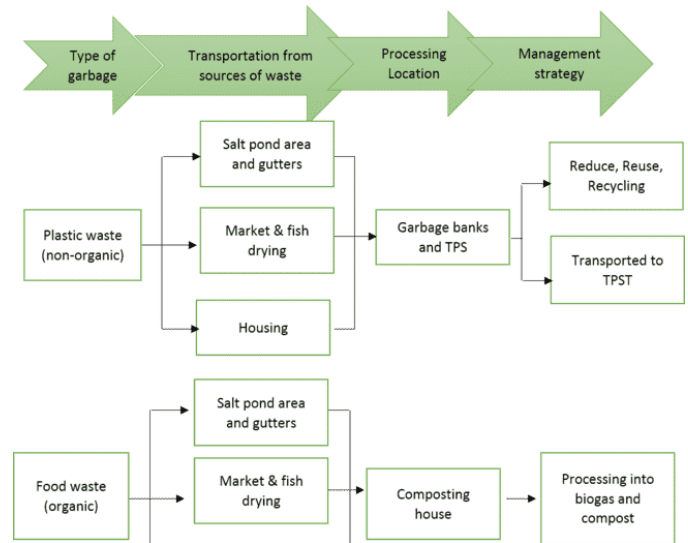 Type of
garbage
Transportation from
sources of waste
Processing
Location
Management
strategy
Salt pond area
and gutters
Reduce, Reuse,
Recycling
Plastic waste
(non-organic)
Market & fish
drying
Garbage banks
and TPS
Transported to
TPST
Housing
Salt pond area
and gutters
Food waste
(organic)
Market & fish
drying
Composting
house
Processing into
biogas and
compost